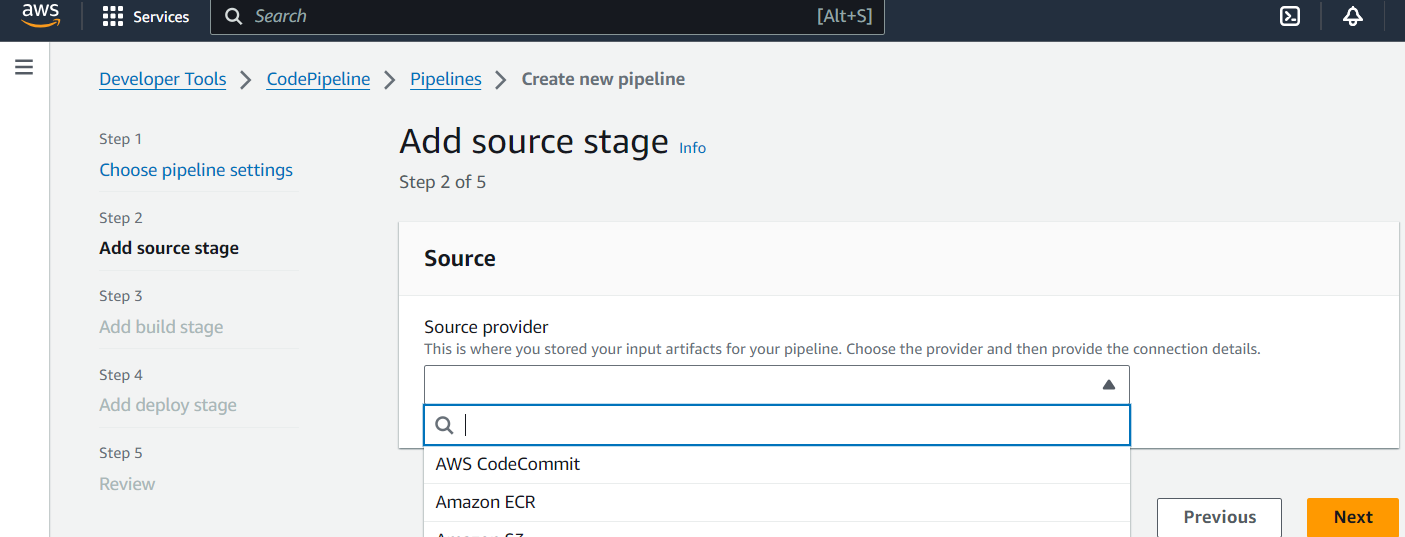 aws Services Search [Alt+S]
Developer Tools CodePipeline Pipelines Create new pipeline
Step 1
Choose pipeline settings
Step 2
Add source stage
Step 3
Add build stage
Step 4
Add deploy stage
Step 5
Review
Add source stage Info
Step 2 of 5
Source
Source provider
This is where you stored your input artifacts for your pipeline. Choose the provider and then provide the connection details.
AWS CodeCommit
Amazon ECR
Previous Next